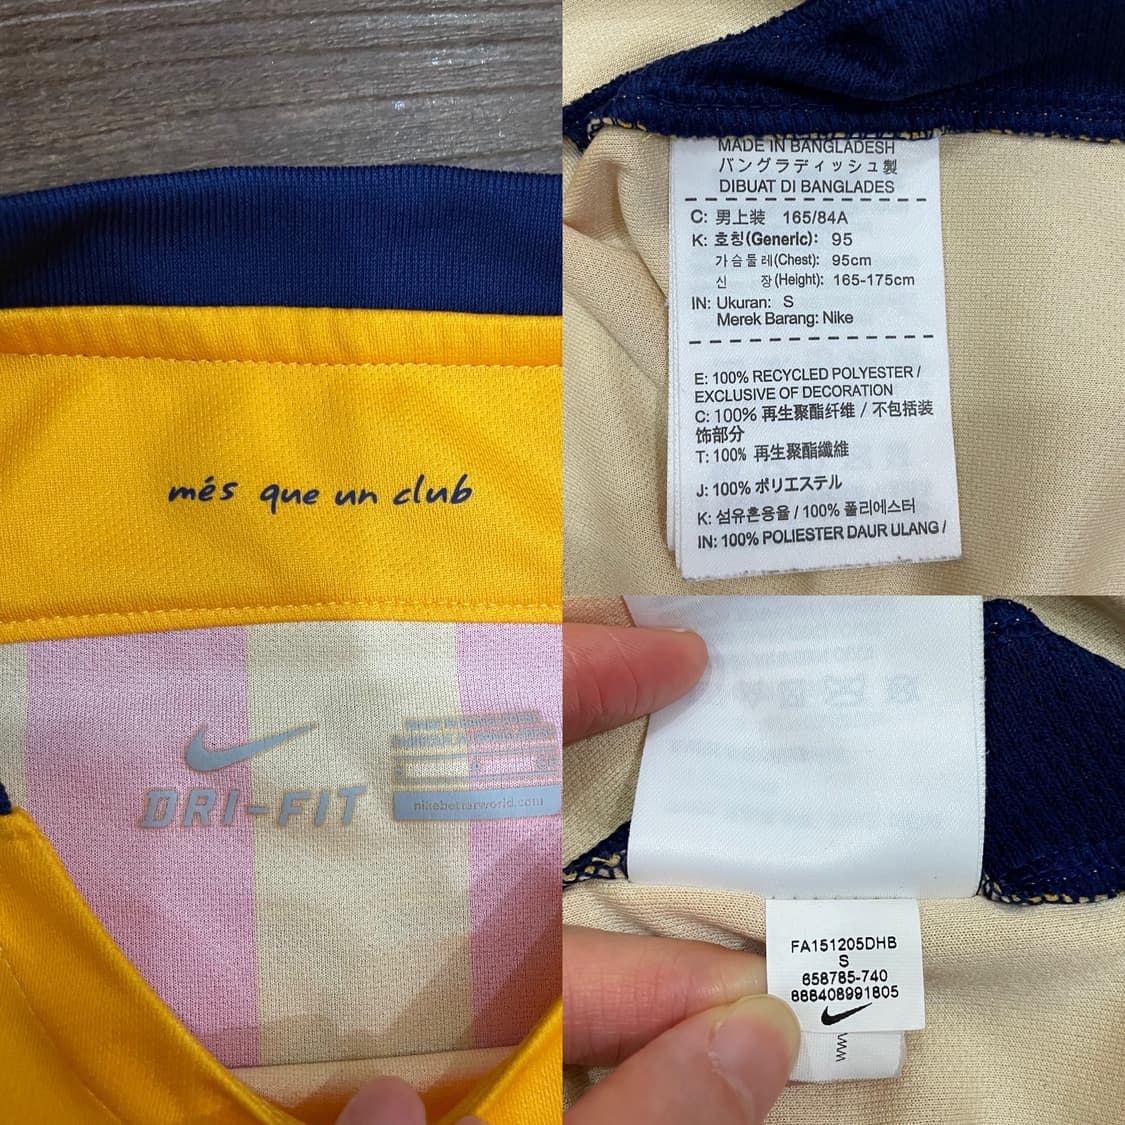 més que un club
DRI-FIT
nikebetterworld.com
MADE IN BANGLADESH
バングラディッシュ製
DIBUAT DI BANGLADES
C: 男上装 165/84A
K: 호칭(Generic): 95
가슴둘레(Chest): 95cm
신 장(Height): 165-175cm
IN: Ukuran: S
Merek Barang: Nike
E: 100% RECYCLED POLYESTER /
EXCLUSIVE OF DECORATION
C: 100% 再生聚酯纤维 / 不包括装
饰部分
T: 100% 再生聚酯纖維
J: 100% ポリエステル
K: 섬유혼용율 / 100% 폴리에스터
IN: 100% POLIESTER DAUR ULANG /
FA151205DHB
S
658785-740
888408991805